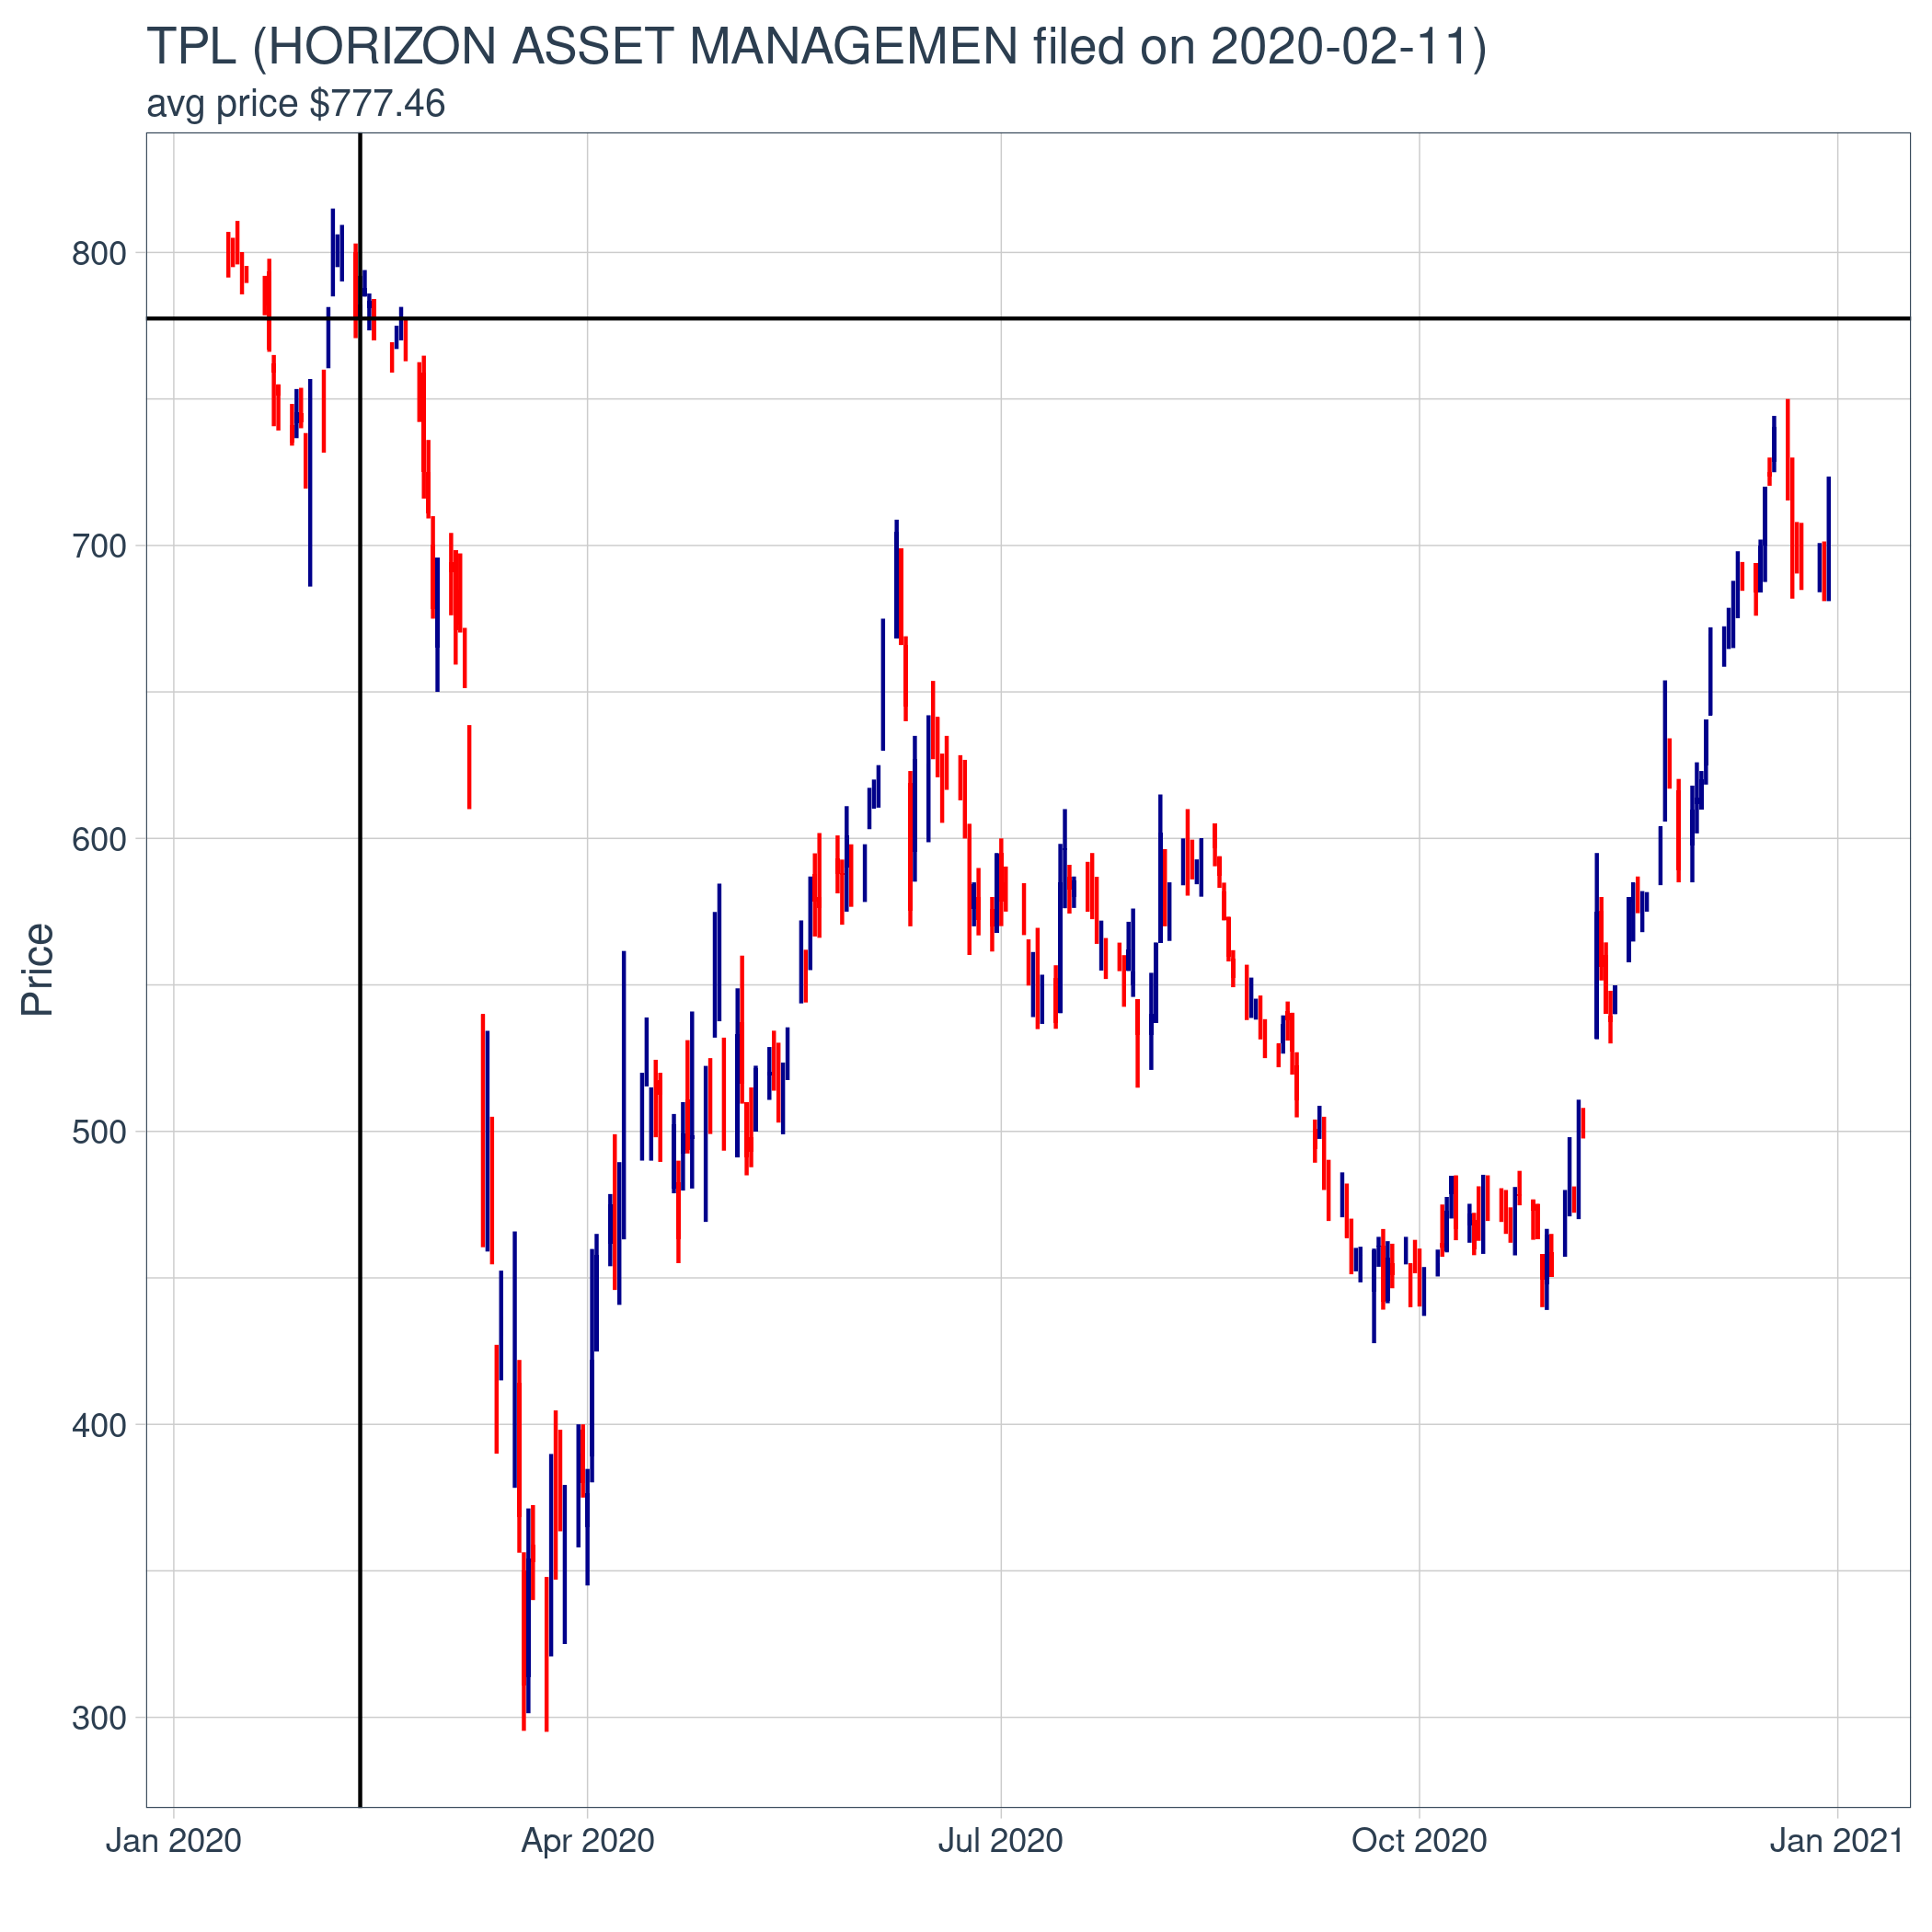 TPL (HORIZON ASSET MANAGEMEN filed on 2020-02-11)
avg price $777.46
800
700
600
500
400
300
Price
Jan 2020
Apr 2020
Jul 2020
Oct 2020
Jan 2021